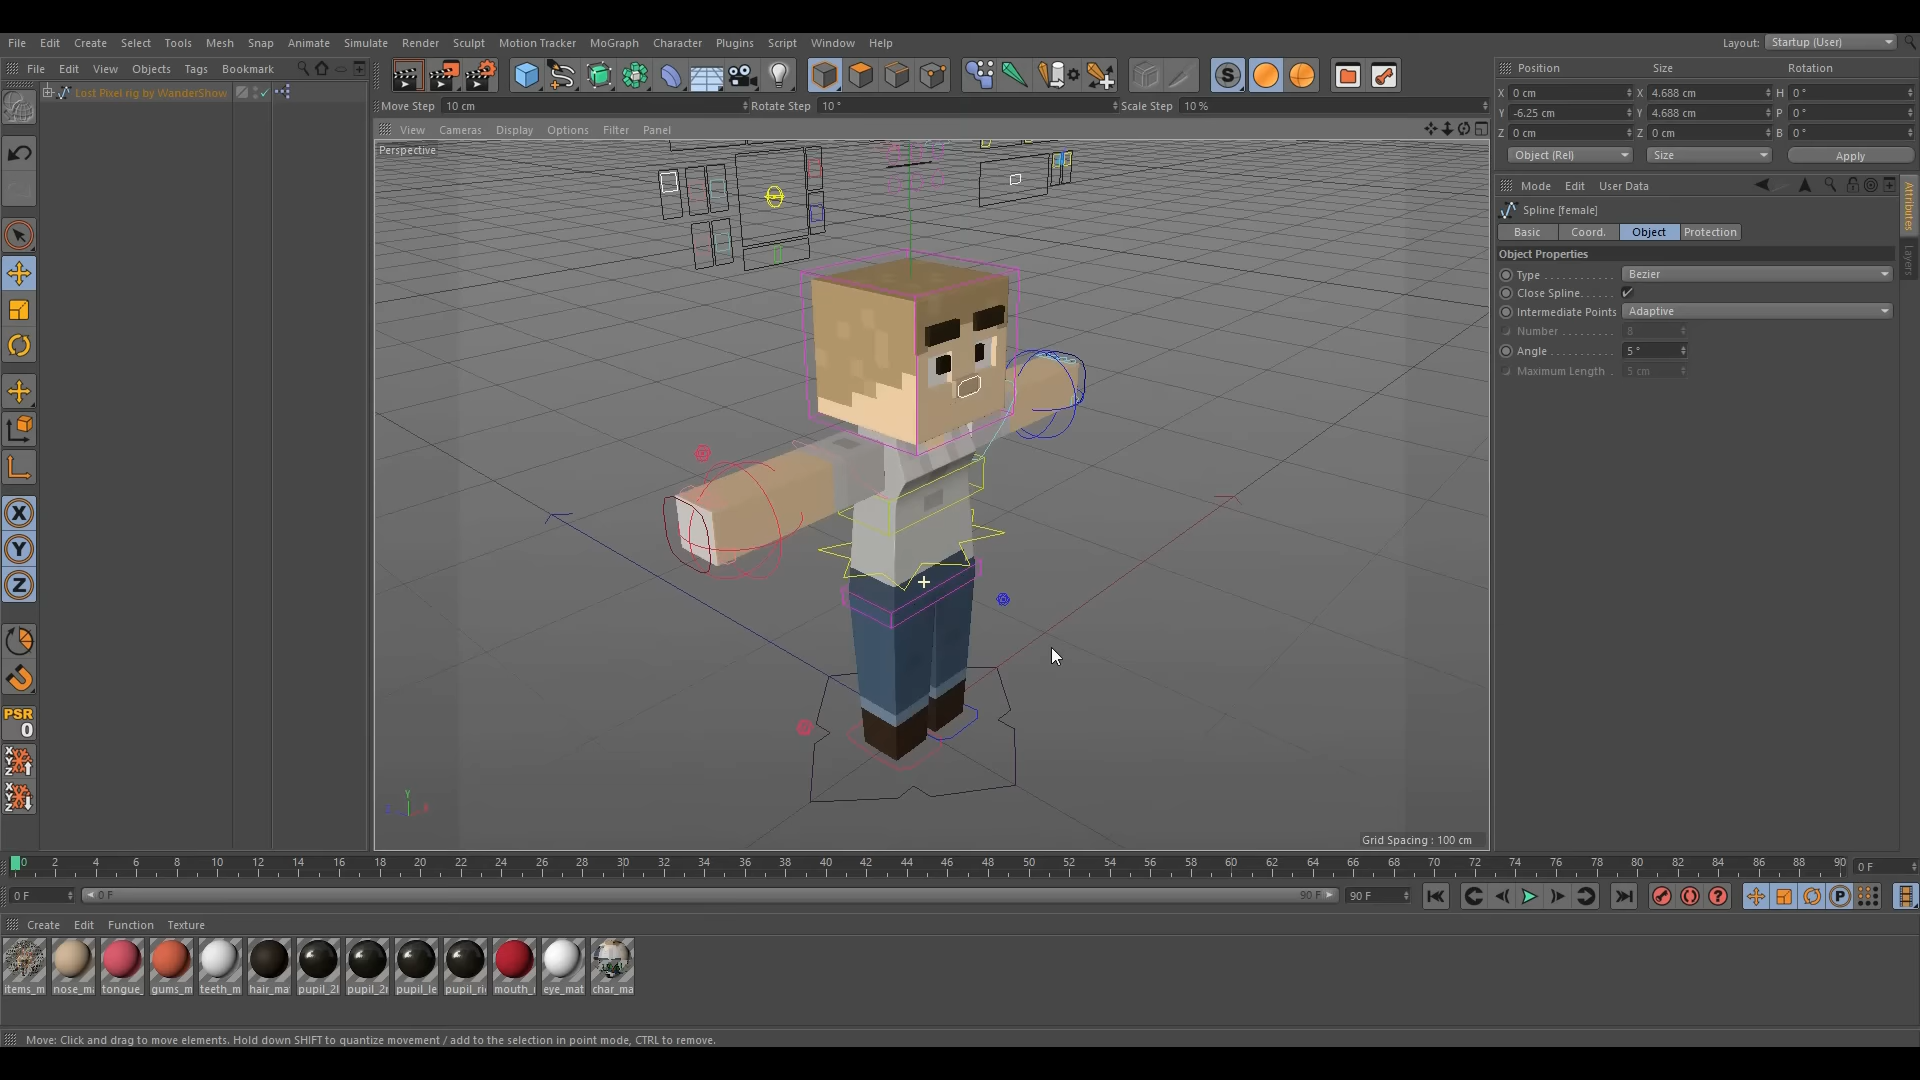 File Edit Create Select Tools Mesh Snap Animate Simulate Render Sculpt Motion Tracker MoGraph Character Plugins Script Window Help
Layout: Startup (User)
File Edit View Objects Tags Bookmark
Lost Pixel rig by WanderShow
Move Step 10 cm Rotate Step 10 ° Scale Step 10 %
View Cameras Display Options Filter Panel
Perspective
X
Y
Z
PSR
0
X
Y
Z
X
Y
Z
Y
Grid Spacing : 100 cm
Position Size Rotation
X 0 cm X 4.688 cm H 0 °
Y -6.25 cm Y 4.688 cm P 0 °
Z 0 cm Z 0 cm B 0 °
Object (Rel) Size Apply
Mode Edit User Data
Spline [female]
Basic Coord. Object Protection
Object Properties
Type . . . . . . . . . . . Bezier
Close Spline. . . . . .
Intermediate Points Adaptive
Number . . . . . . . . . 8
Angle . . . . . . . . . . 5 °
Maximum Length . 5 cm
Attributes
Layers
0 2 4 6 8 10 12 14 16 18 20 22 24 26 28 30 32 34 36 38 40 42 44 46 48 50 52 54 56 58 60 62 64 66 68 70 72 74 76 78 80 82 84 86 88 90 0 F
0 F 0 F 90 F 90 F
Create Edit Function Texture
items_m nose_m tongue_ gums_m teeth_m hair_ma pupil_2l pupil_2r pupil_le pupil_ri mouth_ eye_mat char_ma
Move: Click and drag to move elements. Hold down SHIFT to quantize movement / add to the selection in point mode, CTRL to remove.